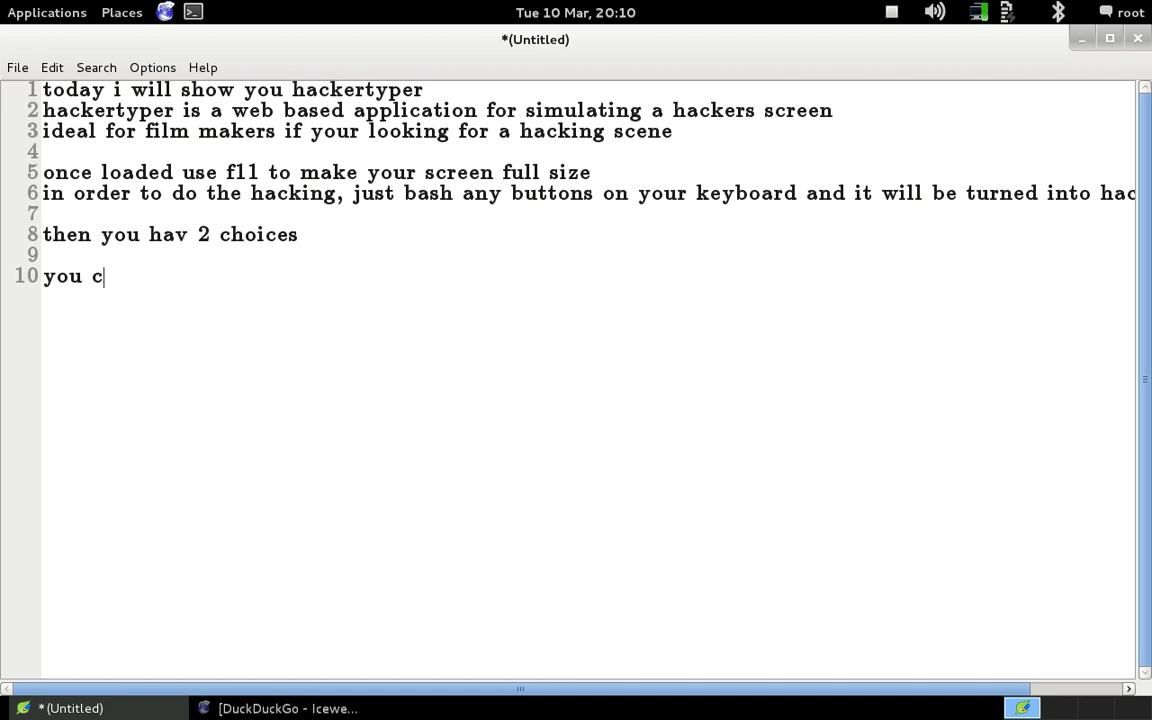 Applications Places Tue 10 Mar, 20:10 root
*(Untitled)
File Edit Search Options Help
1 today i will show you hackertyper
2 hackertyper is a web based application for simulating a hackers screen
3 ideal for film makers if your looking for a hacking scene
4
5 once loaded use f11 to make your screen full size
6 in order to do the hacking, just bash any buttons on your keyboard and it will be turned into hac
7
8 then you hav 2 choices
9
10 you c
*(Untitled) [DuckDuckGo - Icewe...